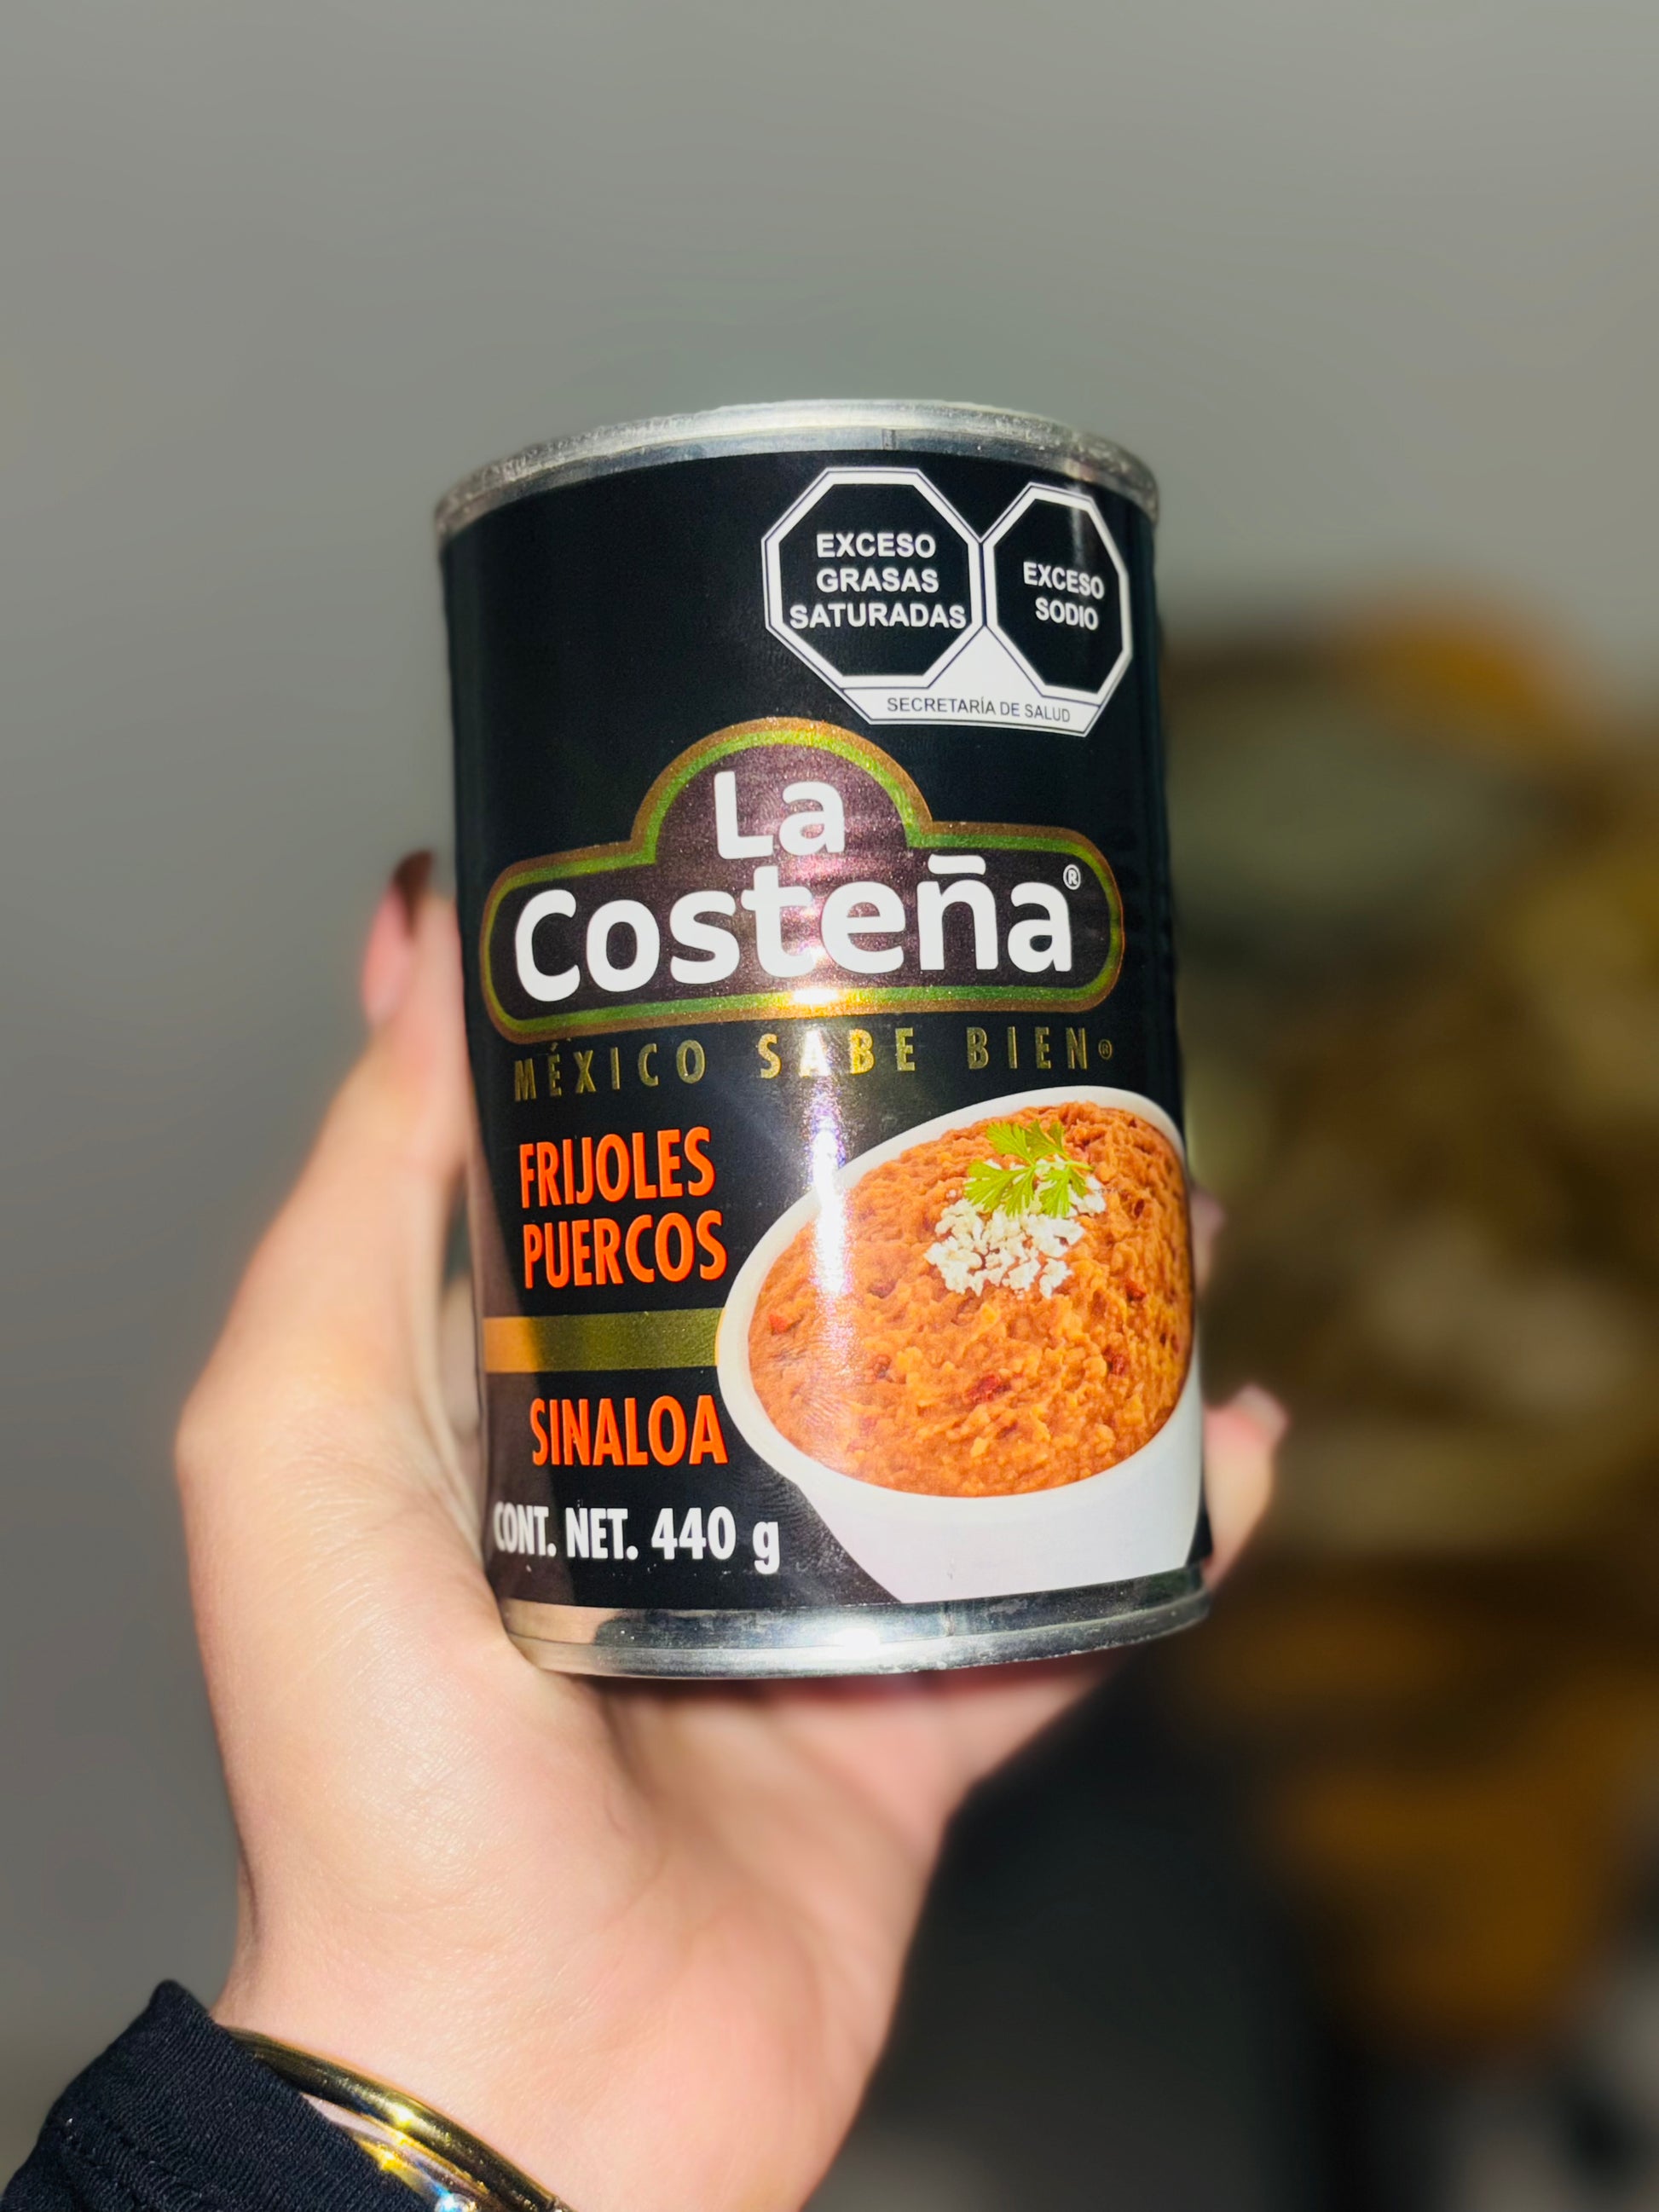 EXCESO
GRASAS
SATURADAS
EXCESO
SODIO
SECRETARÍA DE SALUD
La
Costeña®
MÉXICO SABE BIEN®
FRIJOLES
PUERCOS
SINALOA
CONT. NET. 440 g